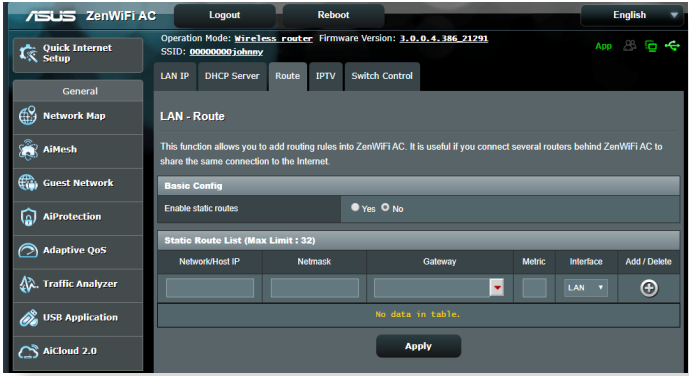 ASUS ZenWiFi AC Logout Reboot English
Quick Internet
Setup
General
Network Map
AiMesh
Guest Network
AiProtection
Adaptive QoS
Traffic Analyzer
USB Application
AiCloud 2.0
Operation Mode: Wireless router Firmware Version: 3.0.0.4.386_21291
SSID: 00000000johnny
App
LAN IP DHCP Server Route IPTV Switch Control
LAN - Route
This function allows you to add routing rules into ZenWiFi AC. It is useful if you connect several routers behind ZenWiFi AC to
share the same connection to the Internet.
Basic Config
Enable static routes Yes No
Static Route List (Max Limit : 32)
Network/Host IP Netmask Gateway Metric Interface Add / Delete
LAN
No data in table.
Apply